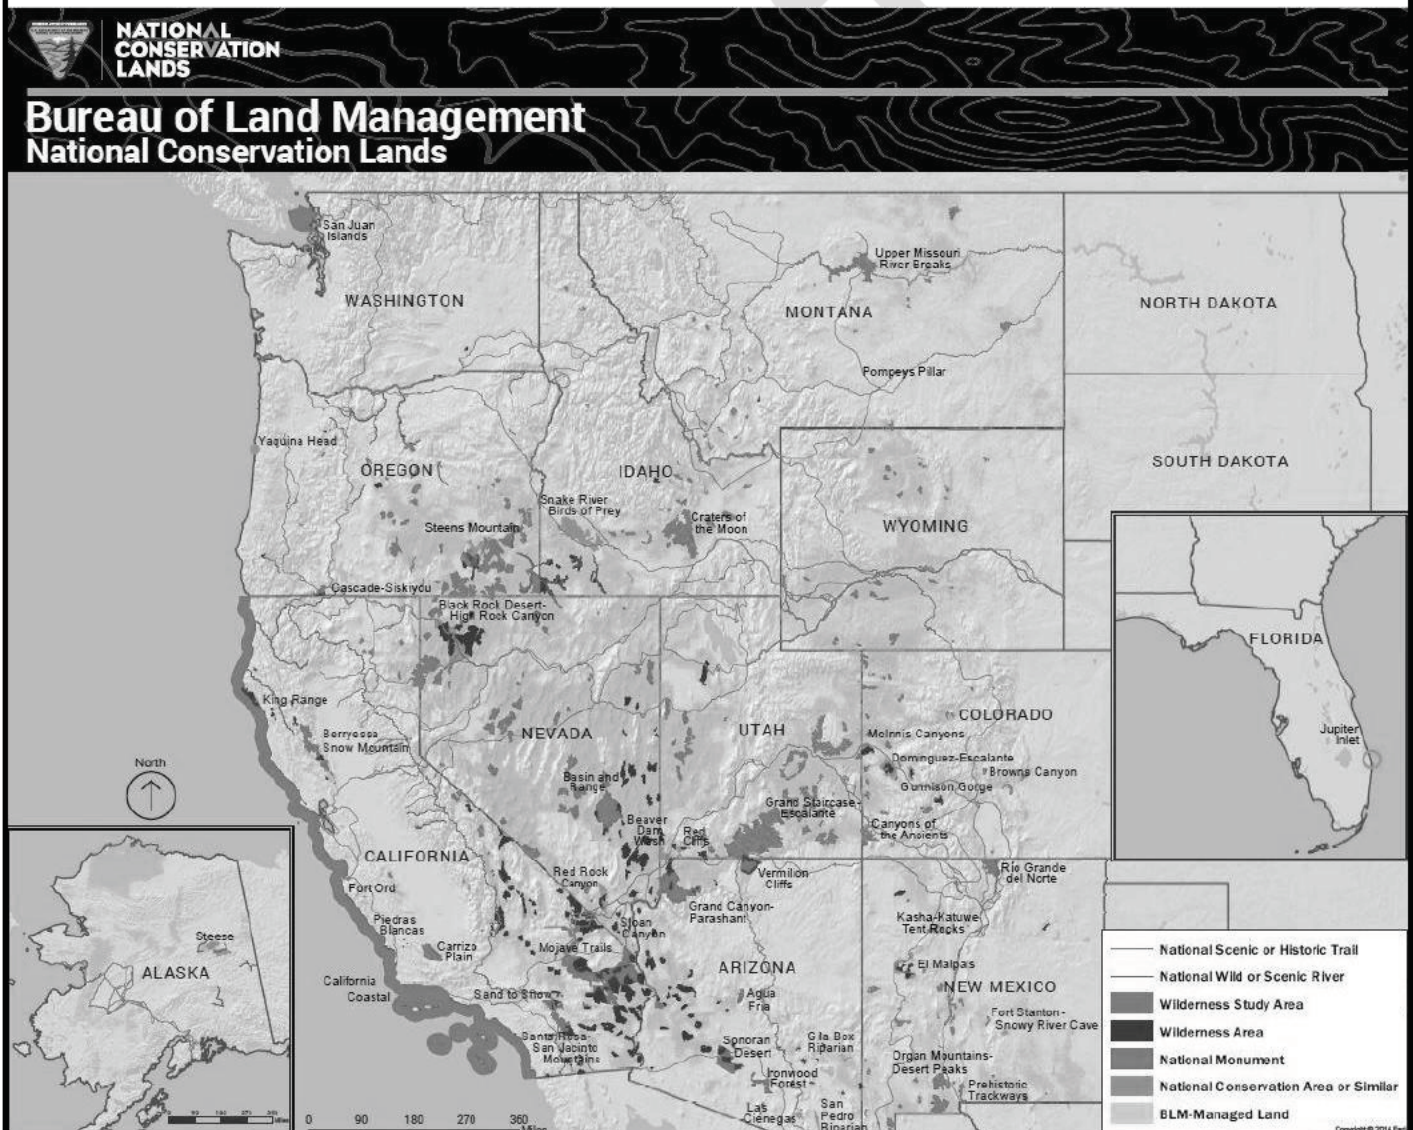 NATIONAL
CONSERVATION
LANDS
Bureau of Land Management
National Conservation Lands
San Juan
Islands
WASHINGTON
Upper Missouri
River Breaks
MONTANA
NORTH DAKOTA
Pompeys Pillar
Yaquina Head
OREGON
IDAHO
SOUTH DAKOTA
Snake River
Birds of Prey
Craters of
the Moon
Steens Mountain
WYOMING
Cascade-Siskiyou
Black Rock Desert-
High Rock Canyon
FLORIDA
King Range
Berryessa
Snow Mountain
NEVADA
UTAH
COLORADO
McInnis Canyons
Jupiter
Inlet
North
Dominguez-Escalante
Browns Canyon
Gunnison Gorge
Basin and
Range
Grand Staircase-
Escalante
Beaver
Dam
Wash
Red
Cliffs
Canyons of
the Ancients
CALIFORNIA
Red Rock
Canyon
Vermilion
Cliffs
Río Grande
del Norte
Fort Ord
Grand Canyon-
Parashant
Piedras
Blancas
Sloan
Canyon
Kasha-Katuwe
Tent Rocks
Steese
ALASKA
Carrizo
Plain
Mojave Trails
ARIZONA
El Malpais
NEW MEXICO
California
Coastal
Sand to Snow
Agua
Fria
Fort Stanton-
Snowy River Cave
Santa Rosa-
San Jacinto
Mountains
Sonoran
Desert
Gila Box
Riparian
Organ Mountains-
Desert Peaks
Ironwood
Forest
Prehistoric
Trackways
Las
Cienegas
San
Pedro
Riparian
National Scenic or Historic Trail
National Wild or Scenic River
Wilderness Study Area
Wilderness Area
National Monument
National Conservation Area or Similar
BLM-Managed Land
0 90 180 270 360
Miles